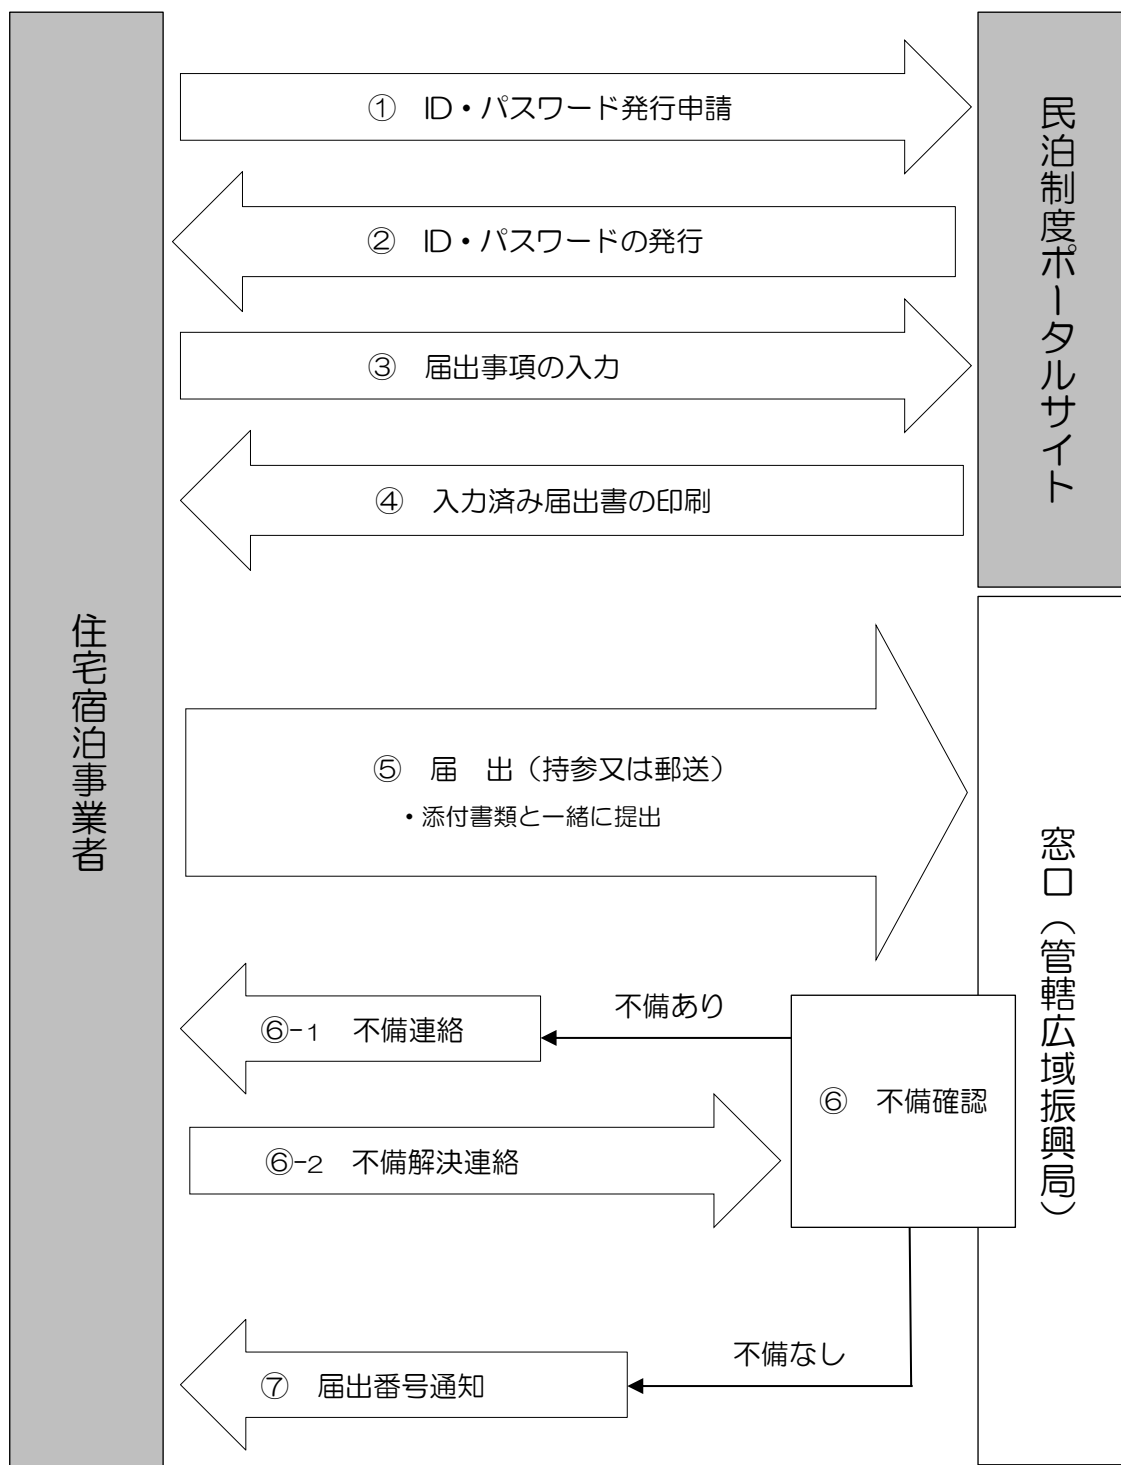 住宅宿泊事業者
民泊制度ポータルサイト
① ID・パスワード発行申請
② ID・パスワードの発行
③ 届出事項の入力
④ 入力済み届出書の印刷
窓口(管轄広域振興局)
⑤ 届 出(持参又は郵送)
・添付書類と一緒に提出
不備あり
⑥-1 不備連絡
⑥ 不備確認
⑥-2 不備解決連絡
不備なし
⑦ 届出番号通知